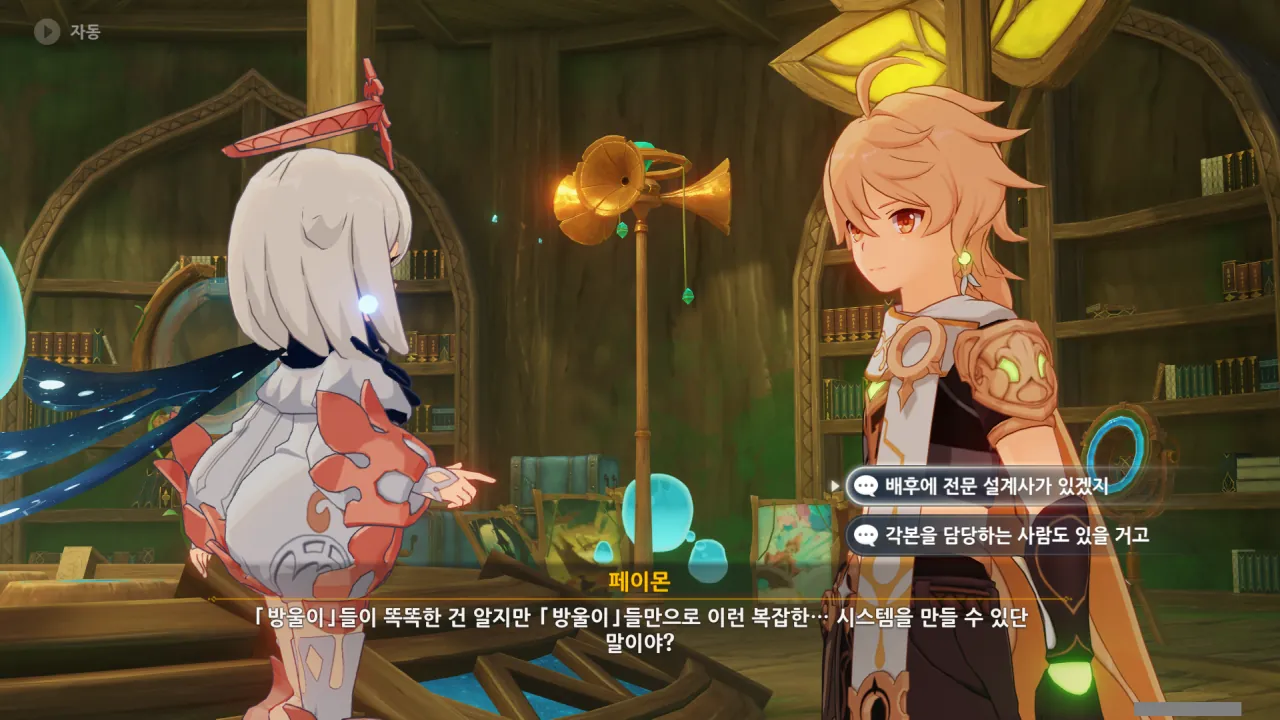 자동
배후에 전문 설계사가 있겠지
각본을 담당하는 사람도 있을 거고
페이몬
「방울이」들이 똑똑한 건 알지만 「방울이」들만으로 이런 복잡한… 시스템을 만들 수 있단
말이야?